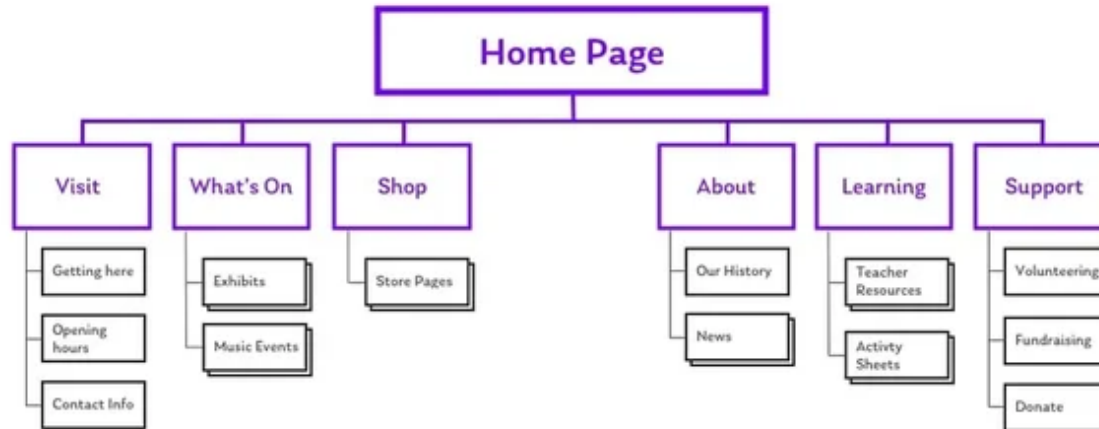 Home Page
Visit
What's On
Shop
About
Learning
Support
Getting here
Opening
hours
Contact Info
Exhibits
Music Events
Store Pages
Our History
News
Teacher
Resources
Activty
Sheets
Volunteering
Fundraising
Donate